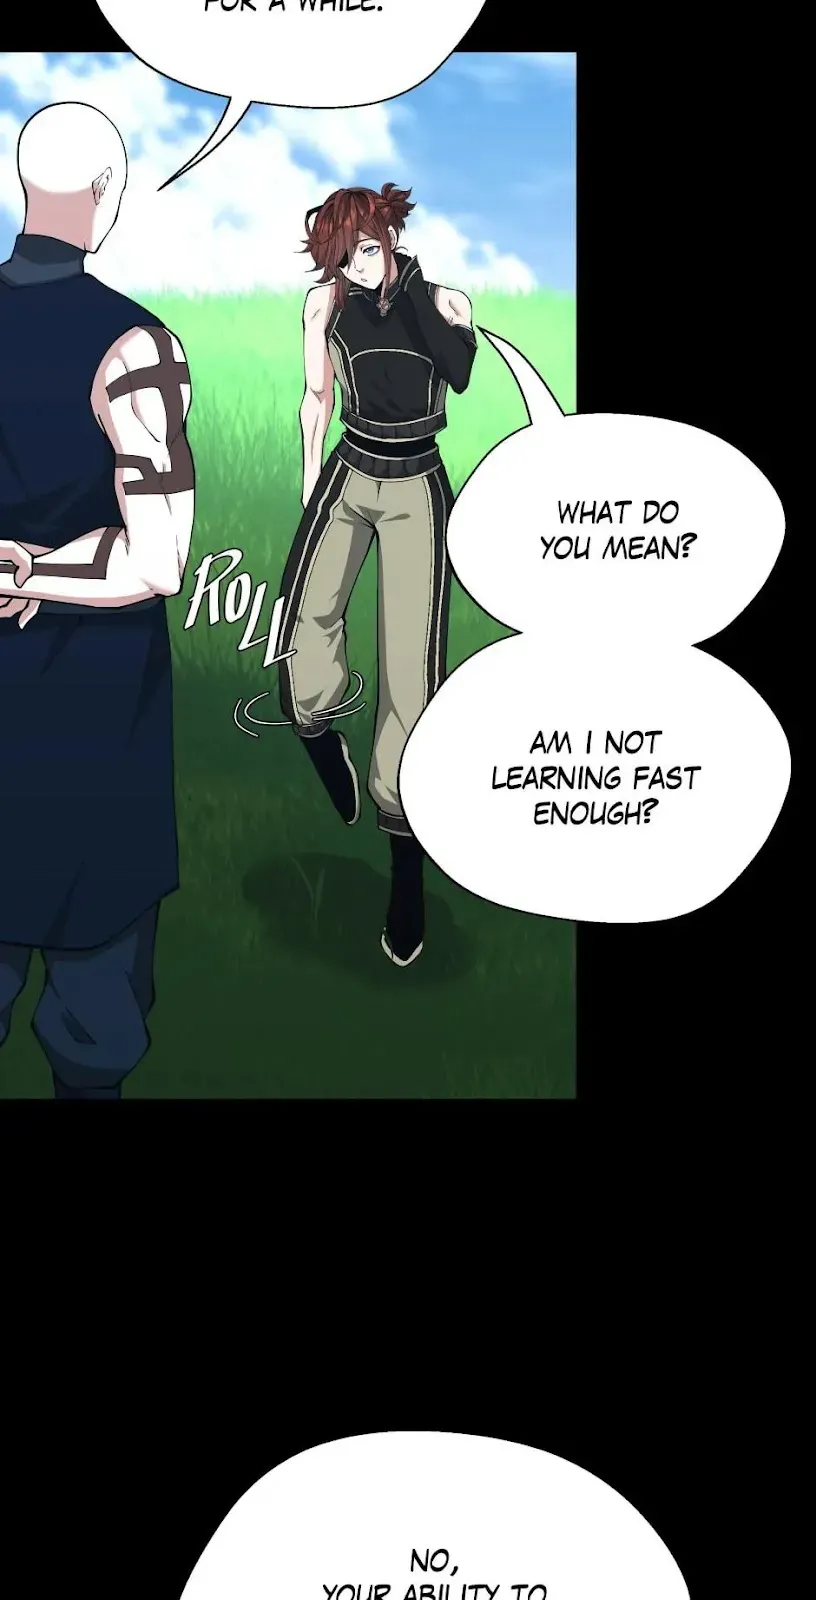 FOR A WHILE.
WHAT DO
YOU MEAN?
ROLL
AM I NOT
LEARNING FAST
ENOUGH?
NO,
YOUR ABILITY TO